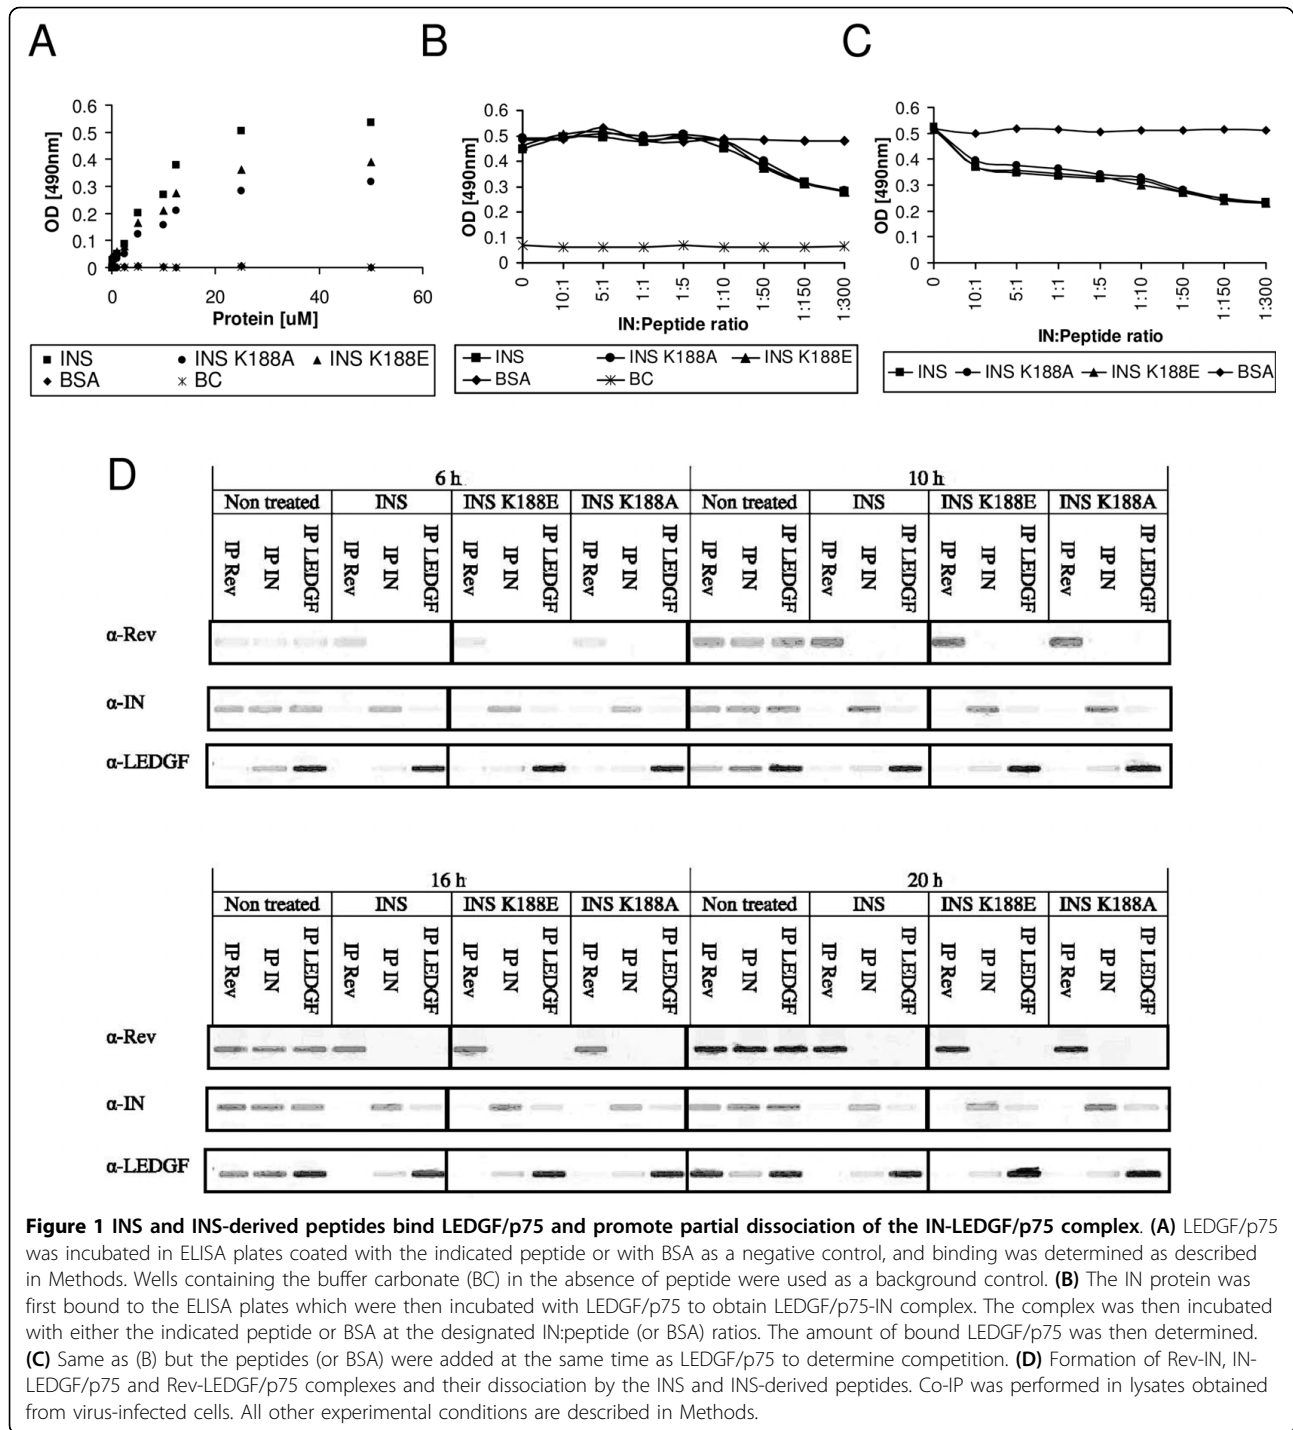 A
B
C
OD [490nm]
0.6
0.5
0.4
0.3
0.2
0.1
0
0 20 40 60
Protein [uM]
■ INS ● INS K188A ▲ INS K188E
◆ BSA ✳ BC
OD [490nm]
0.6
0.5
0.4
0.3
0.2
0.1
0
0 10:1 5:1 1:1 1:5 1:10 1:50 1:150 1:300
IN:Peptide ratio
INS INS K188A INS K188E
BSA BC
OD [490nm]
0.6
0.5
0.4
0.3
0.2
0.1
0
0 10:1 5:1 1:1 1:5 1:10 1:50 1:150 1:300
IN:Peptide ratio
INS INS K188A INS K188E BSA
D
6 h 10 h
Non treated INS INS K188E INS K188A Non treated INS INS K188E INS K188A
IP Rev IP IN IP LEDGF IP Rev IP IN IP LEDGF IP Rev IP IN IP LEDGF IP Rev IP IN IP LEDGF IP Rev IP IN IP LEDGF IP Rev IP IN IP LEDGF IP Rev IP IN IP LEDGF IP Rev IP IN IP LEDGF
α-Rev
α-IN
α-LEDGF
16 h 20 h
Non treated INS INS K188E INS K188A Non treated INS INS K188E INS K188A
IP Rev IP IN IP LEDGF IP Rev IP IN IP LEDGF IP Rev IP IN IP LEDGF IP Rev IP IN IP LEDGF IP Rev IP IN IP LEDGF IP Rev IP IN IP LEDGF IP Rev IP IN IP LEDGF IP Rev IP IN IP LEDGF
α-Rev
α-IN
α-LEDGF
Figure 1 INS and INS-derived peptides bind LEDGF/p75 and promote partial dissociation of the IN-LEDGF/p75 complex. (A) LEDGF/p75
was incubated in ELISA plates coated with the indicated peptide or with BSA as a negative control, and binding was determined as described
in Methods. Wells containing the buffer carbonate (BC) in the absence of peptide were used as a background control. (B) The IN protein was
first bound to the ELISA plates which were then incubated with LEDGF/p75 to obtain LEDGF/p75-IN complex. The complex was then incubated
with either the indicated peptide or BSA at the designated IN:peptide (or BSA) ratios. The amount of bound LEDGF/p75 was then determined.
(C) Same as (B) but the peptides (or BSA) were added at the same time as LEDGF/p75 to determine competition. (D) Formation of Rev-IN, IN-
LEDGF/p75 and Rev-LEDGF/p75 complexes and their dissociation by the INS and INS-derived peptides. Co-IP was performed in lysates obtained
from virus-infected cells. All other experimental conditions are described in Methods.